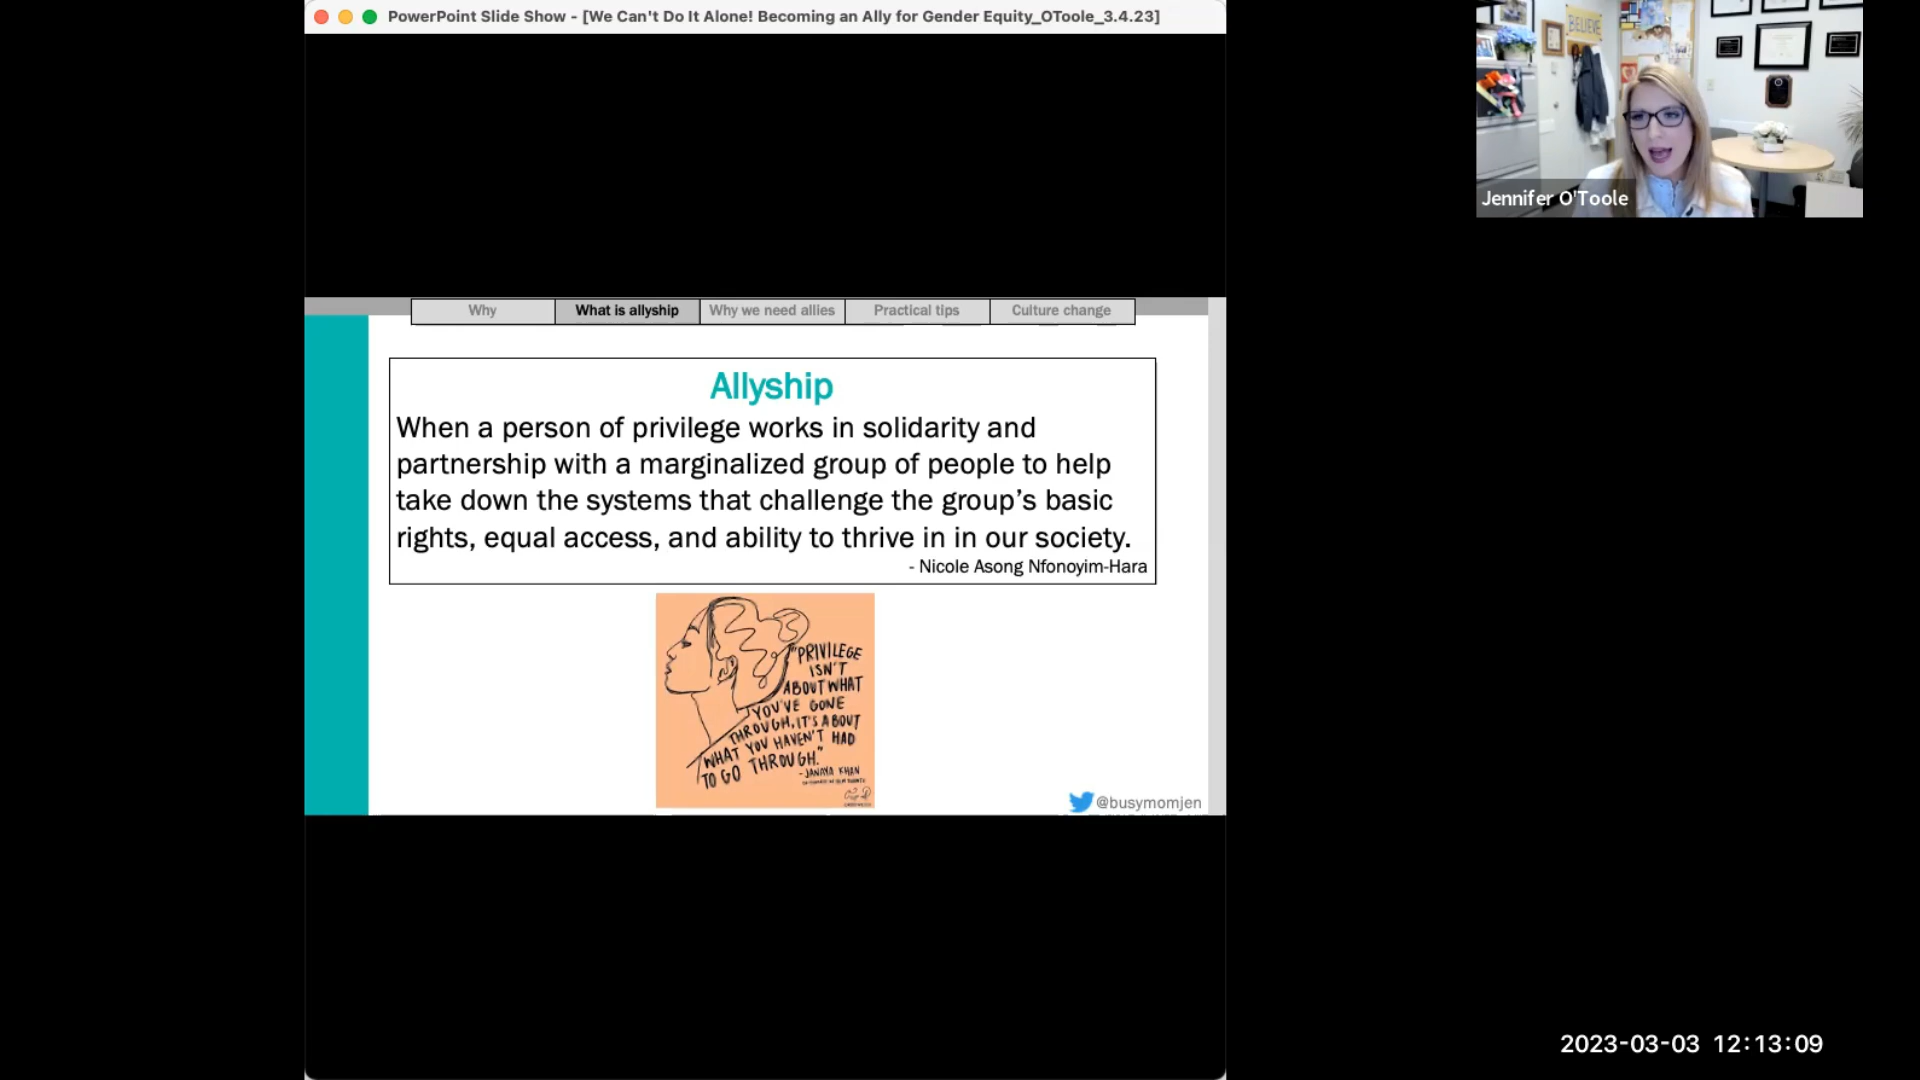 PowerPoint Slide Show - [We Can't Do It Alone! Becoming an Ally for Gender Equity_OToole_3.4.23]
BELIEVE
Jennifer O'Toole
Why
What is allyship
Why we need allies
Practical tips
Culture change
Allyship
When a person of privilege works in solidarity and
partnership with a marginalized group of people to help
take down the systems that challenge the group’s basic
rights, equal access, and ability to thrive in in our society.
- Nicole Asong Nfonoyim-Hara
"PRIVILEGE
ISN'T
ABOUT WHAT
YOU'VE GONE
THROUGH, IT'S ABOUT
WHAT YOU HAVEN'T HAD
TO GO THROUGH."
- JANAYA KHAN
@busymomjen
2023-03-03 12:13:09